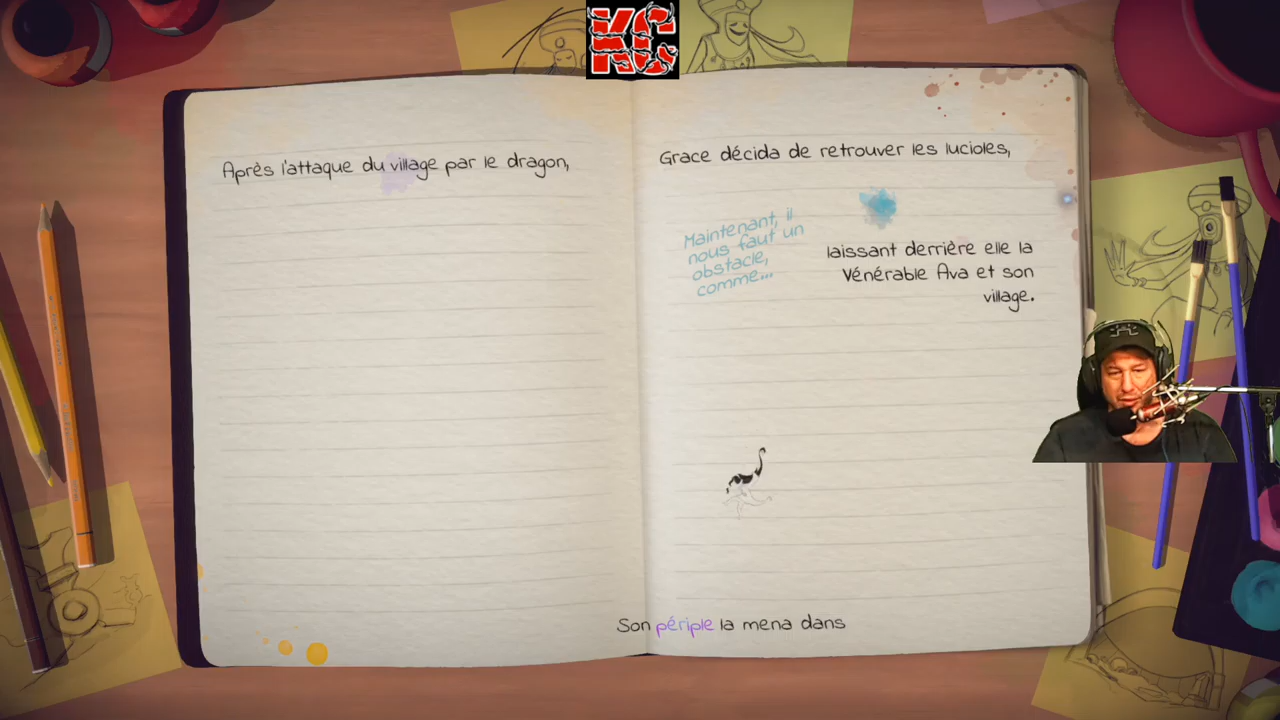 KC
Après l'attaque du village par le dragon,
Grace décida de retrouver les lucioles,
Maintenant, il
nous faut un
obstacle,
comme...
laissant derrière elle la
Vénérable Ava et son
village.
Son périple la mena dans